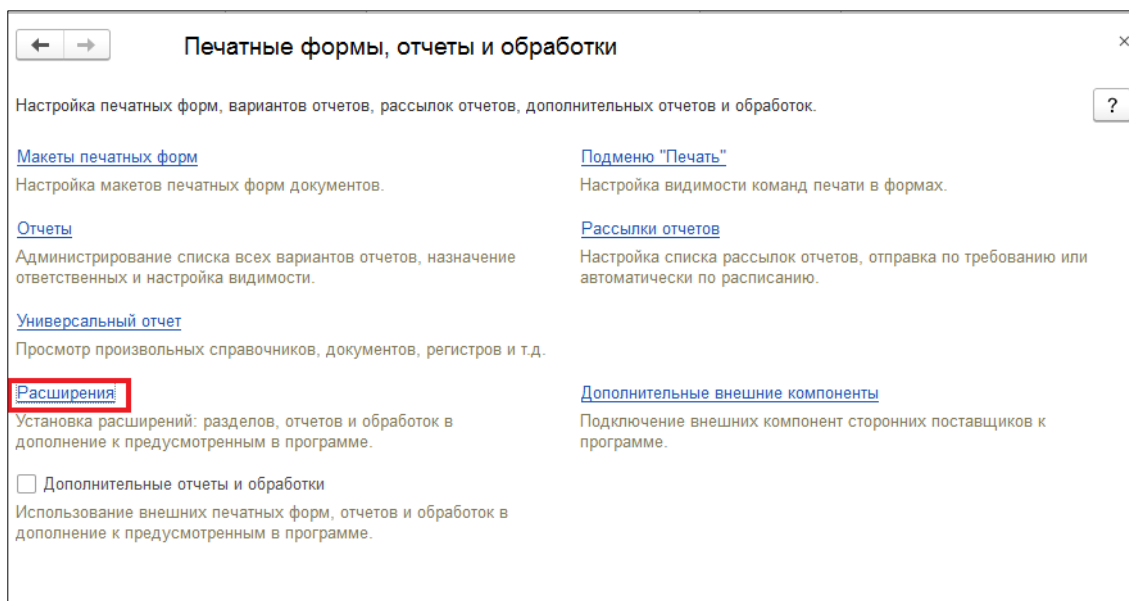 Печатные формы, отчеты и обработки
Настройка печатных форм, вариантов отчетов, рассылок отчетов, дополнительных отчетов и обработок.
?
Макеты печатных форм
Настройка макетов печатных форм документов.
Подменю "Печать"
Настройка видимости команд печати в формах.
Отчеты
Администрирование списка всех вариантов отчетов, назначение
ответственных и настройка видимости.
Рассылки отчетов
Настройка списка рассылок отчетов, отправка по требованию или
автоматически по расписанию.
Универсальный отчет
Просмотр произвольных справочников, документов, регистров и т.д.
Расширения
Установка расширений: разделов, отчетов и обработок в
дополнение к предусмотренным в программе.
Дополнительные внешние компоненты
Подключение внешних компонент сторонних поставщиков к
программе.
Дополнительные отчеты и обработки
Использование внешних печатных форм, отчетов и обработок в
дополнение к предусмотренным в программе.